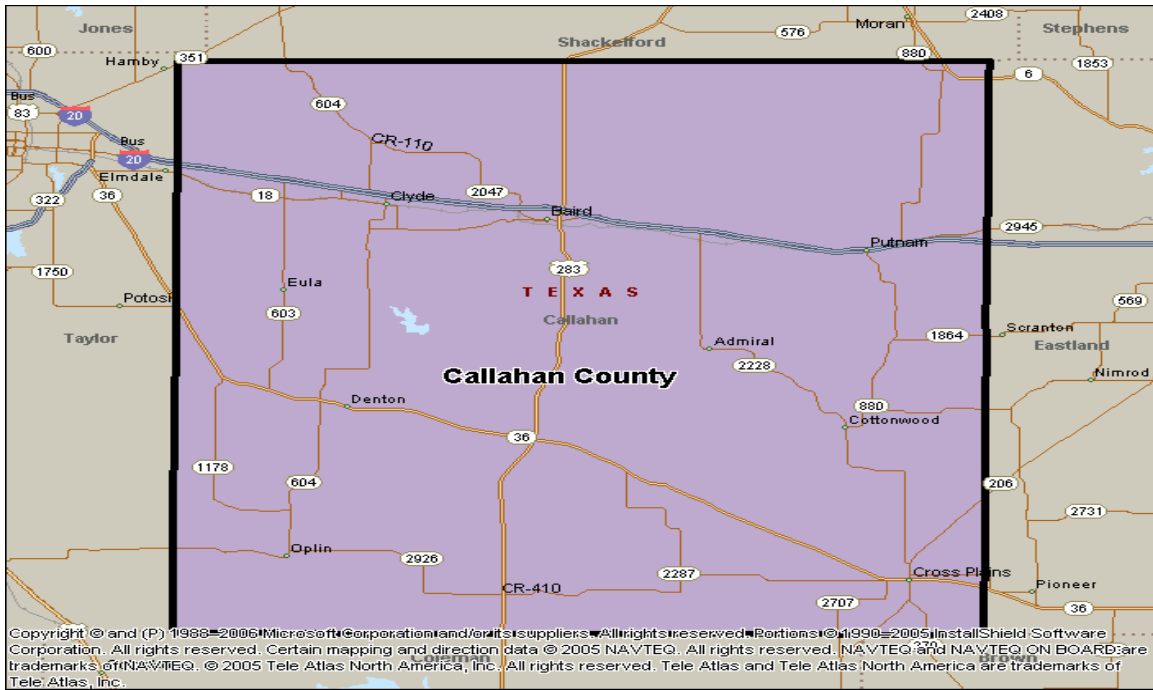 Jones
Moran
2408
576
Stephens
Shackelford
600
351
880
Hamby
1853
6
Bus
604
83
20
Bus
CR-110
20
Elmdale
2047
322
36
18
Clyde
Baird
2945
Putnam
1750
283
Eula
TEXAS
Potosi
603
Callahan
569
Scranton
1864
Taylor
Admiral
Eastland
2228
Callahan County
Nimrod
Denton
880
Cottonwood
36
1178
604
206
2731
Oplin
2926
2287
Cross Plains
CR-410
Pioneer
2707
36
Copyright © and (P) 1988–2006 Microsoft Corporation and/or its suppliers. All rights reserved. Portions © 1990–2005 InstallShield Software
Corporation. All rights reserved. Certain mapping and direction data © 2005 NAVTEQ. All rights reserved. NAVTEQ and NAVTEQ ON BOARD are
Coleman
Brown
trademarks of NAVTEQ. © 2005 Tele Atlas North America, Inc. All rights reserved. Tele Atlas and Tele Atlas North America are trademarks of
Tele Atlas, Inc.